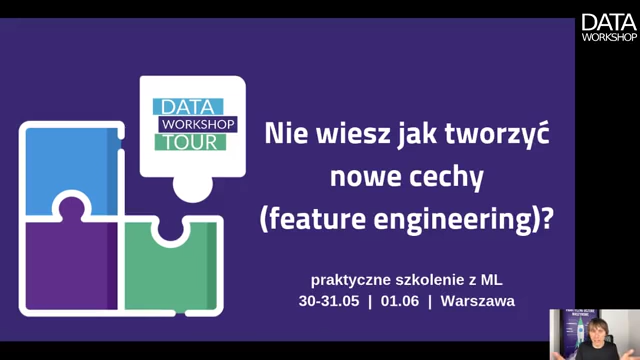 DATA
WORKSHOP
DATA
WORKSHOP
TOUR
Nie wiesz jak tworzyć
nowe cechy
(feature engineering)?
praktyczne szkolenie z ML
30-31.05 | 01.06 | Warszawa